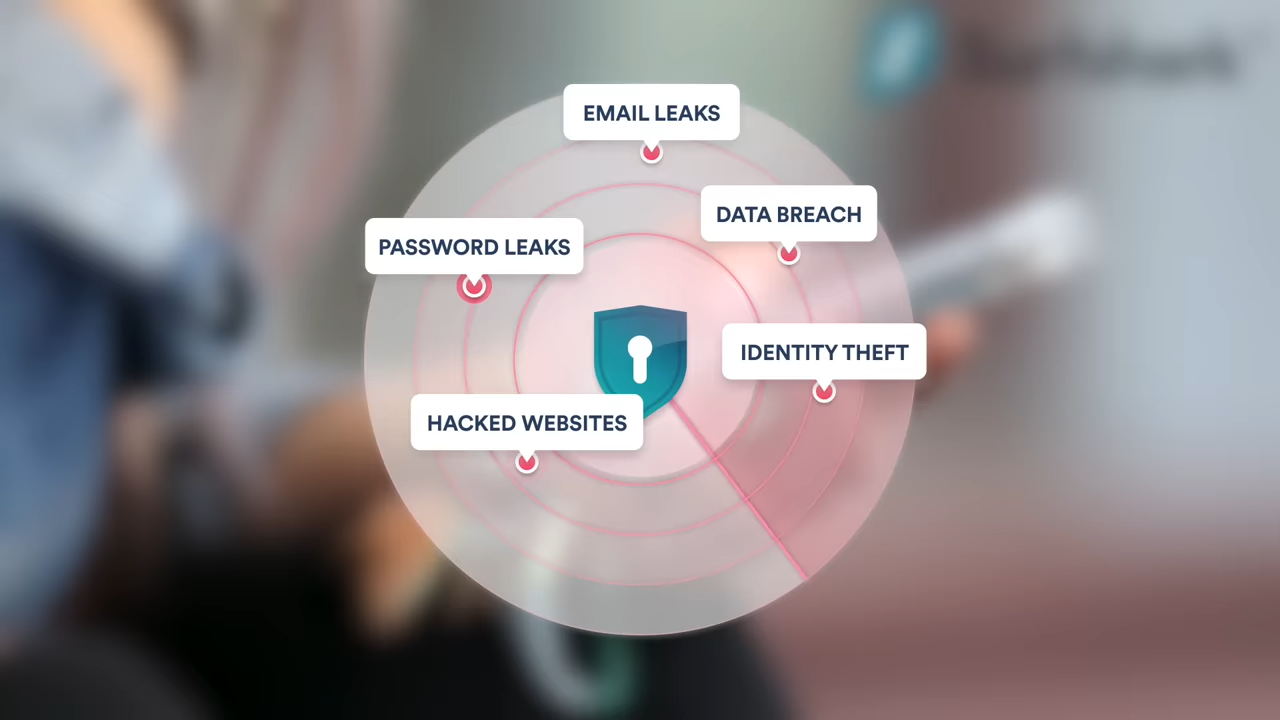 EMAIL LEAKS
DATA BREACH
PASSWORD LEAKS
IDENTITY THEFT
HACKED WEBSITES